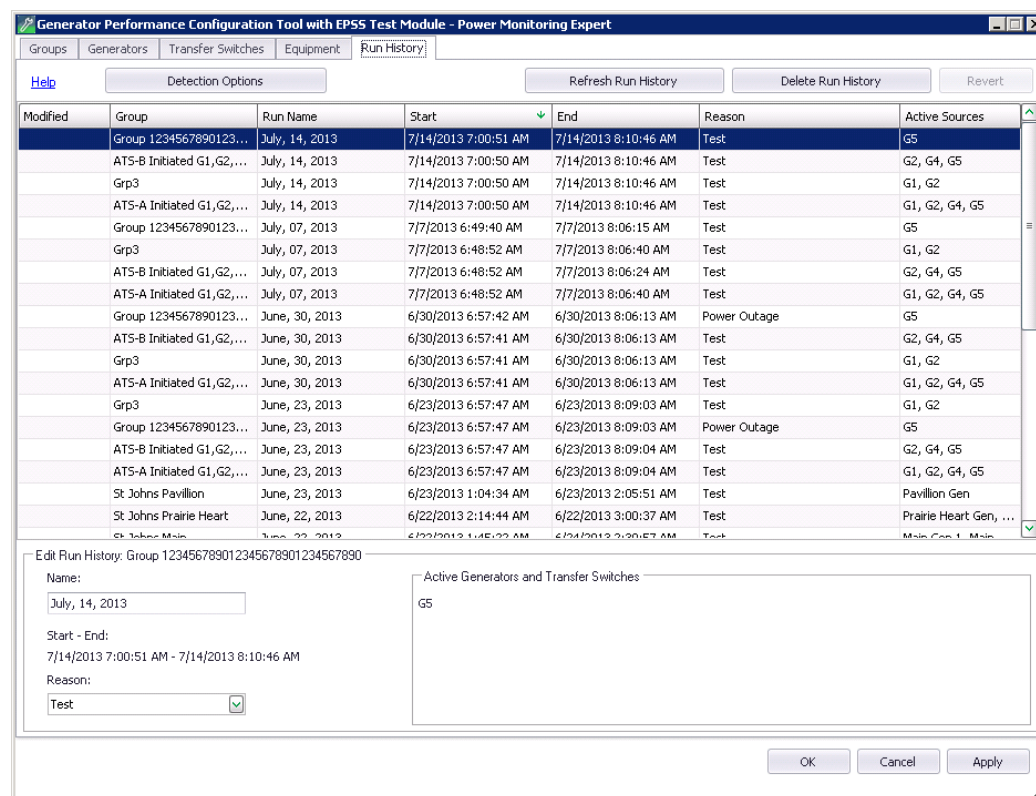 Generator Performance Configuration Tool with EPSS Test Module - Power Monitoring Expert
Groups Generators Transfer Switches Equipment Run History
Help Detection Options Refresh Run History Delete Run History Revert
Modified Group Run Name Start End Reason Active Sources
Group 1234567890123... July, 14, 2013 7/14/2013 7:00:51 AM 7/14/2013 8:10:46 AM Test G5
ATS-B Initiated G1,G2,... July, 14, 2013 7/14/2013 7:00:50 AM 7/14/2013 8:10:46 AM Test G2, G4, G5
Grp3 July, 14, 2013 7/14/2013 7:00:50 AM 7/14/2013 8:10:46 AM Test G1, G2
ATS-A Initiated G1,G2,... July, 14, 2013 7/14/2013 7:00:50 AM 7/14/2013 8:10:46 AM Test G1, G2, G4, G5
Group 1234567890123... July, 07, 2013 7/7/2013 6:49:40 AM 7/7/2013 8:06:15 AM Test G5
Grp3 July, 07, 2013 7/7/2013 6:48:52 AM 7/7/2013 8:06:40 AM Test G1, G2
ATS-B Initiated G1,G2,... July, 07, 2013 7/7/2013 6:48:52 AM 7/7/2013 8:06:24 AM Test G2, G4, G5
ATS-A Initiated G1,G2,... July, 07, 2013 7/7/2013 6:48:52 AM 7/7/2013 8:06:40 AM Test G1, G2, G4, G5
Group 1234567890123... June, 30, 2013 6/30/2013 6:57:42 AM 6/30/2013 8:06:13 AM Power Outage G5
ATS-B Initiated G1,G2,... June, 30, 2013 6/30/2013 6:57:41 AM 6/30/2013 8:06:13 AM Test G2, G4, G5
Grp3 June, 30, 2013 6/30/2013 6:57:41 AM 6/30/2013 8:06:13 AM Test G1, G2
ATS-A Initiated G1,G2,... June, 30, 2013 6/30/2013 6:57:41 AM 6/30/2013 8:06:13 AM Test G1, G2, G4, G5
Grp3 June, 23, 2013 6/23/2013 6:57:47 AM 6/23/2013 8:09:03 AM Test G1, G2
Group 1234567890123... June, 23, 2013 6/23/2013 6:57:47 AM 6/23/2013 8:09:03 AM Power Outage G5
ATS-B Initiated G1,G2,... June, 23, 2013 6/23/2013 6:57:47 AM 6/23/2013 8:09:04 AM Test G2, G4, G5
ATS-A Initiated G1,G2,... June, 23, 2013 6/23/2013 6:57:47 AM 6/23/2013 8:09:04 AM Test G1, G2, G4, G5
St Johns Pavillion June, 23, 2013 6/23/2013 1:04:34 AM 6/23/2013 2:05:51 AM Test Pavillion Gen
St Johns Prairie Heart June, 22, 2013 6/22/2013 2:14:44 AM 6/22/2013 3:00:37 AM Test Prairie Heart Gen, ...
St Johns Main June, 22, 2013 6/22/2013 1:45:22 AM Test Main Gen 1, Main
Edit Run History: Group 123456789012345678901234567890
Name:
July, 14, 2013
Start - End:
7/14/2013 7:00:51 AM - 7/14/2013 8:10:46 AM
Reason:
Test
Active Generators and Transfer Switches
G5
OK Cancel Apply